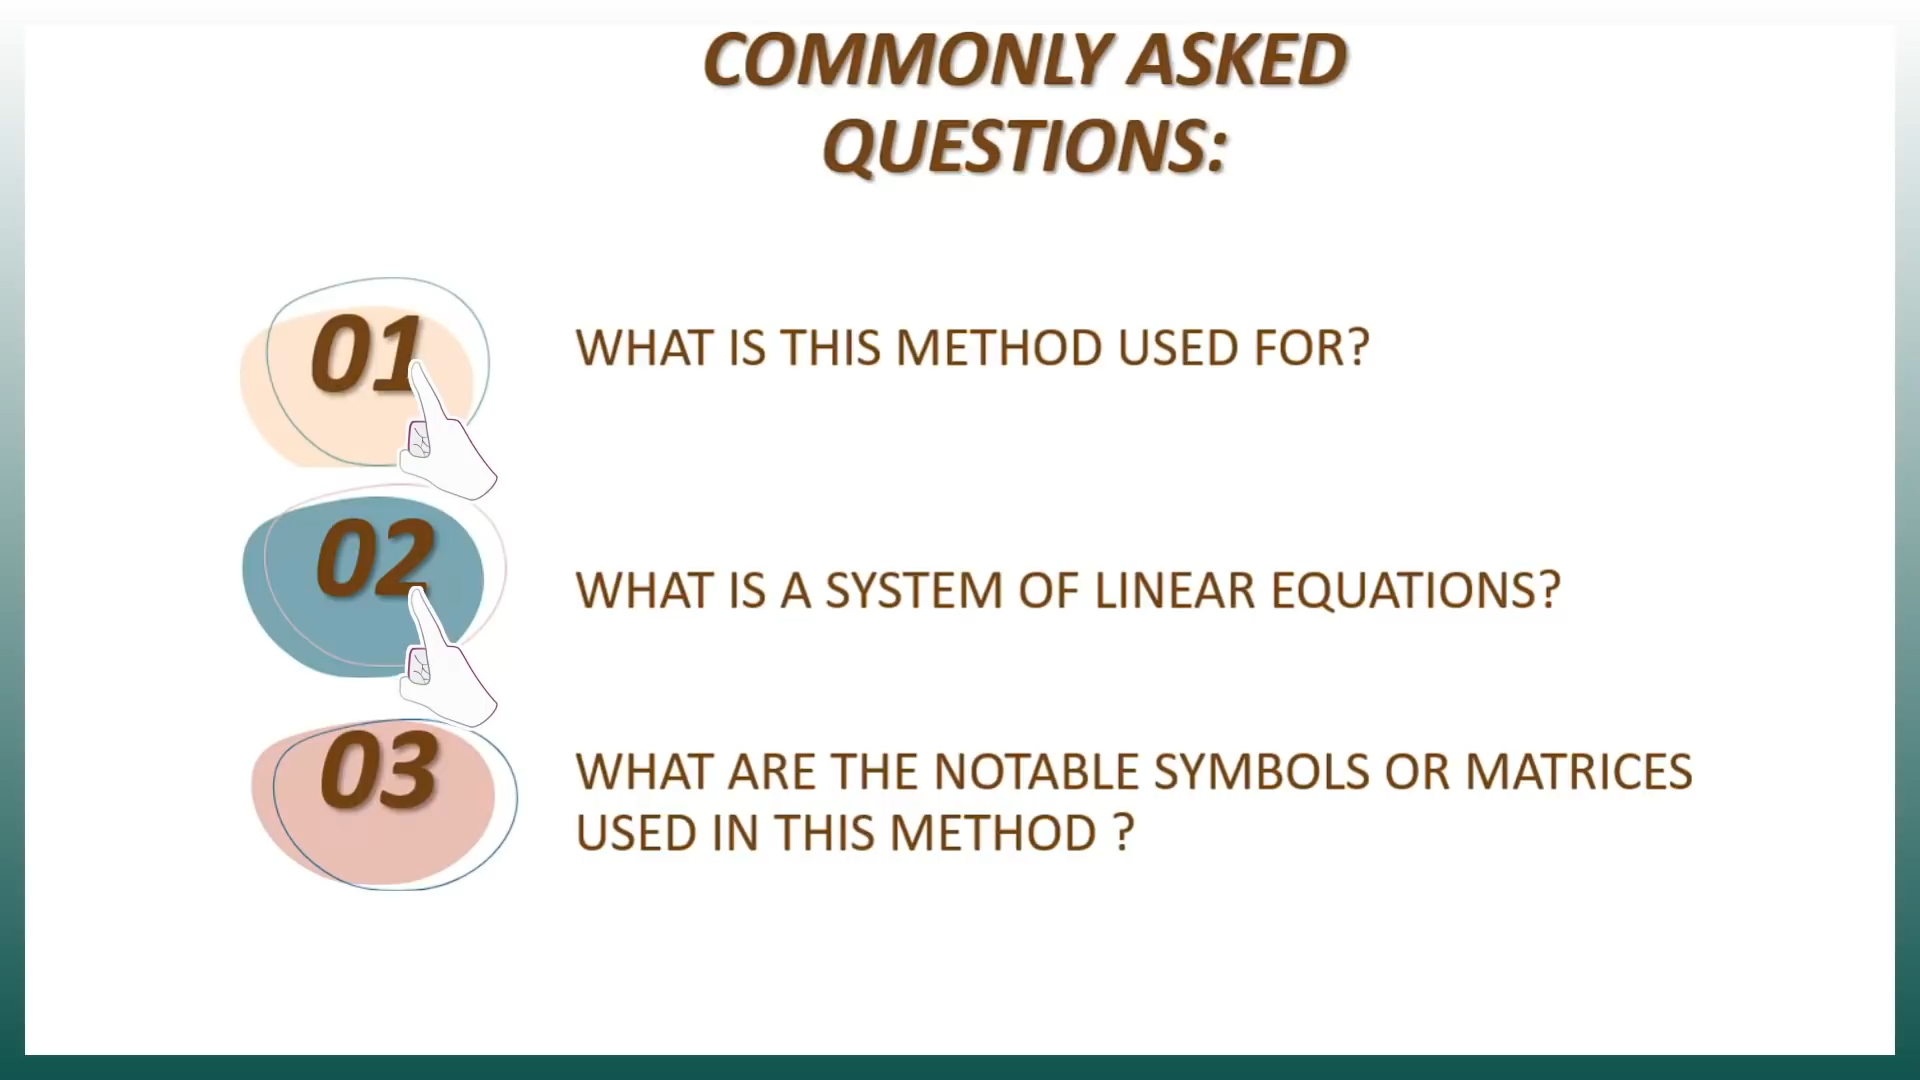 COMMONLY ASKED
QUESTIONS:
01
WHAT IS THIS METHOD USED FOR?
02
WHAT IS A SYSTEM OF LINEAR EQUATIONS?
03
WHAT ARE THE NOTABLE SYMBOLS OR MATRICES
USED IN THIS METHOD ?